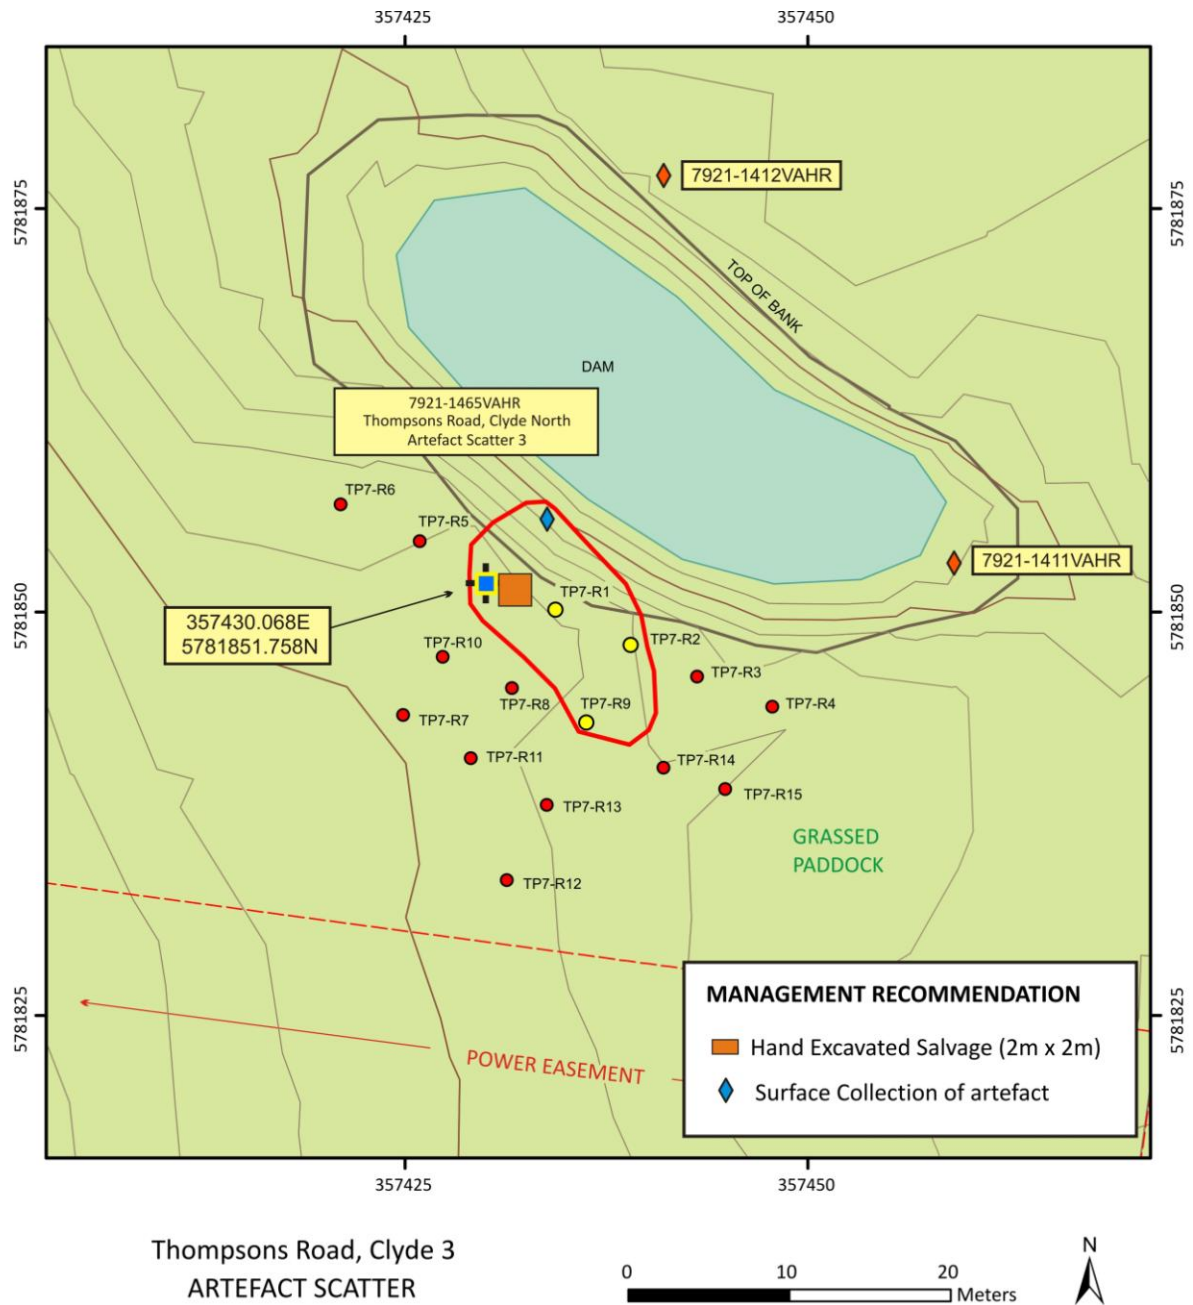 357425
357450
5781875
5781875
7921-1412VAHR
TOP OF BANK
DAM
7921-1465VAHR
Thompsons Road, Clyde North
Artefact Scatter 3
TP7-R6
TP7-R5
7921-1411VAHR
TP7-R1
5781850
5781850
357430.068E
5781851.758N
TP7-R2
TP7-R10
TP7-R3
TP7-R8
TP7-R9
TP7-R4
TP7-R7
TP7-R11
TP7-R14
TP7-R15
TP7-R13
GRASSED
PADDOCK
TP7-R12
MANAGEMENT RECOMMENDATION
Hand Excavated Salvage (2m x 2m)
Surface Collection of artefact
5781825
5781825
POWER EASEMENT
357425
357450
Thompsons Road, Clyde 3
ARTEFACT SCATTER
0 10 20
Meters
N